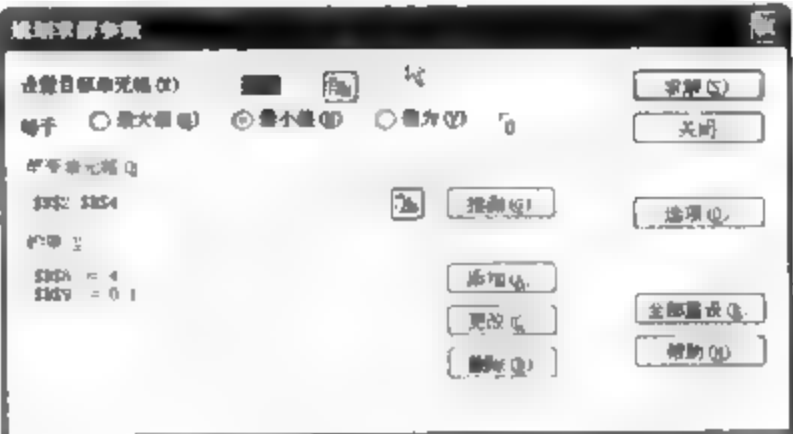 规划求解参数
设置目标单元格(E)
等于 最大值(M) 最小值(N) 值为(V) 0
可变单元格(B)
$B$2 $B$4
约束
= 4
= 0 1
求解(S)
关闭
推测(G)
选项(O)
添加(A)
更改(C)
删除(D)
全部重设(R)
帮助(H)